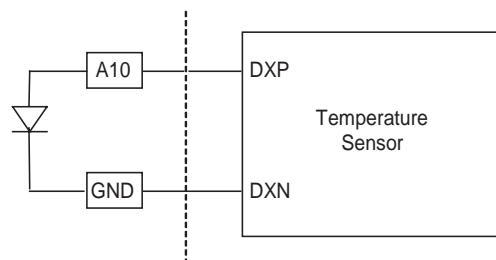 A10
DXP
Temperature
Sensor
GND
DXN